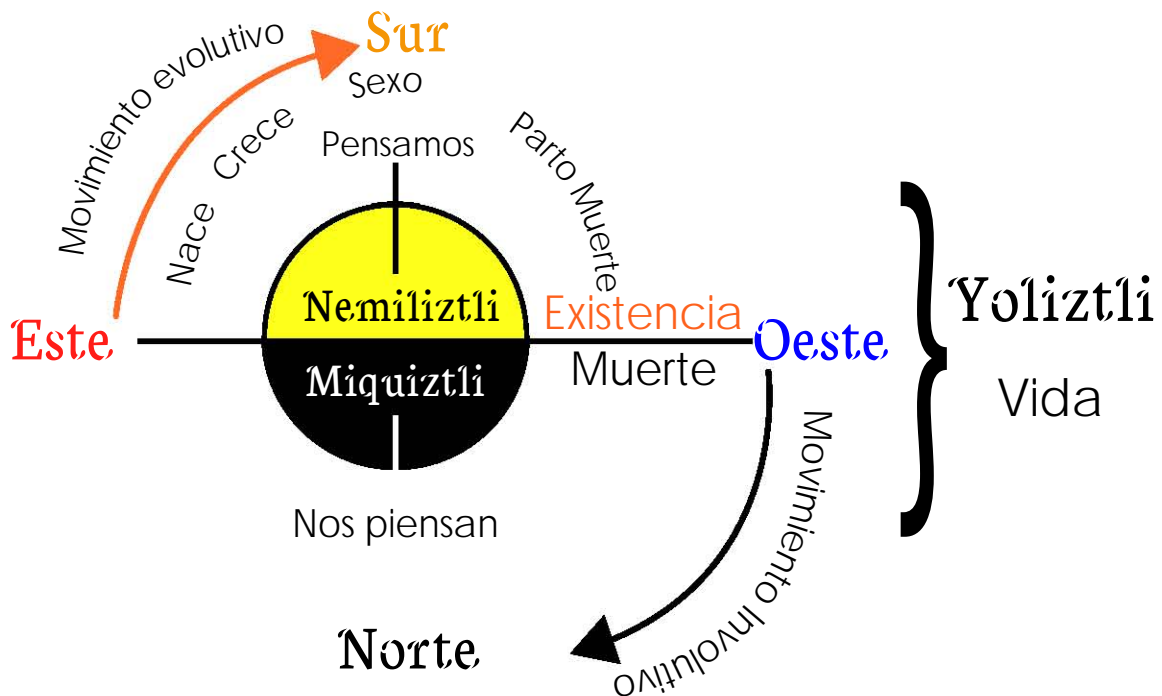 Sur
Movimiento evolutivo
Sexo
Nace Crece
Pensamos
Parto Muerte
Nemiliztli
Existencia
Este
Oeste
Miquiztli
Muerte
Yoliztli
Vida
Movimiento Involutivo
Nos piensan
Norte